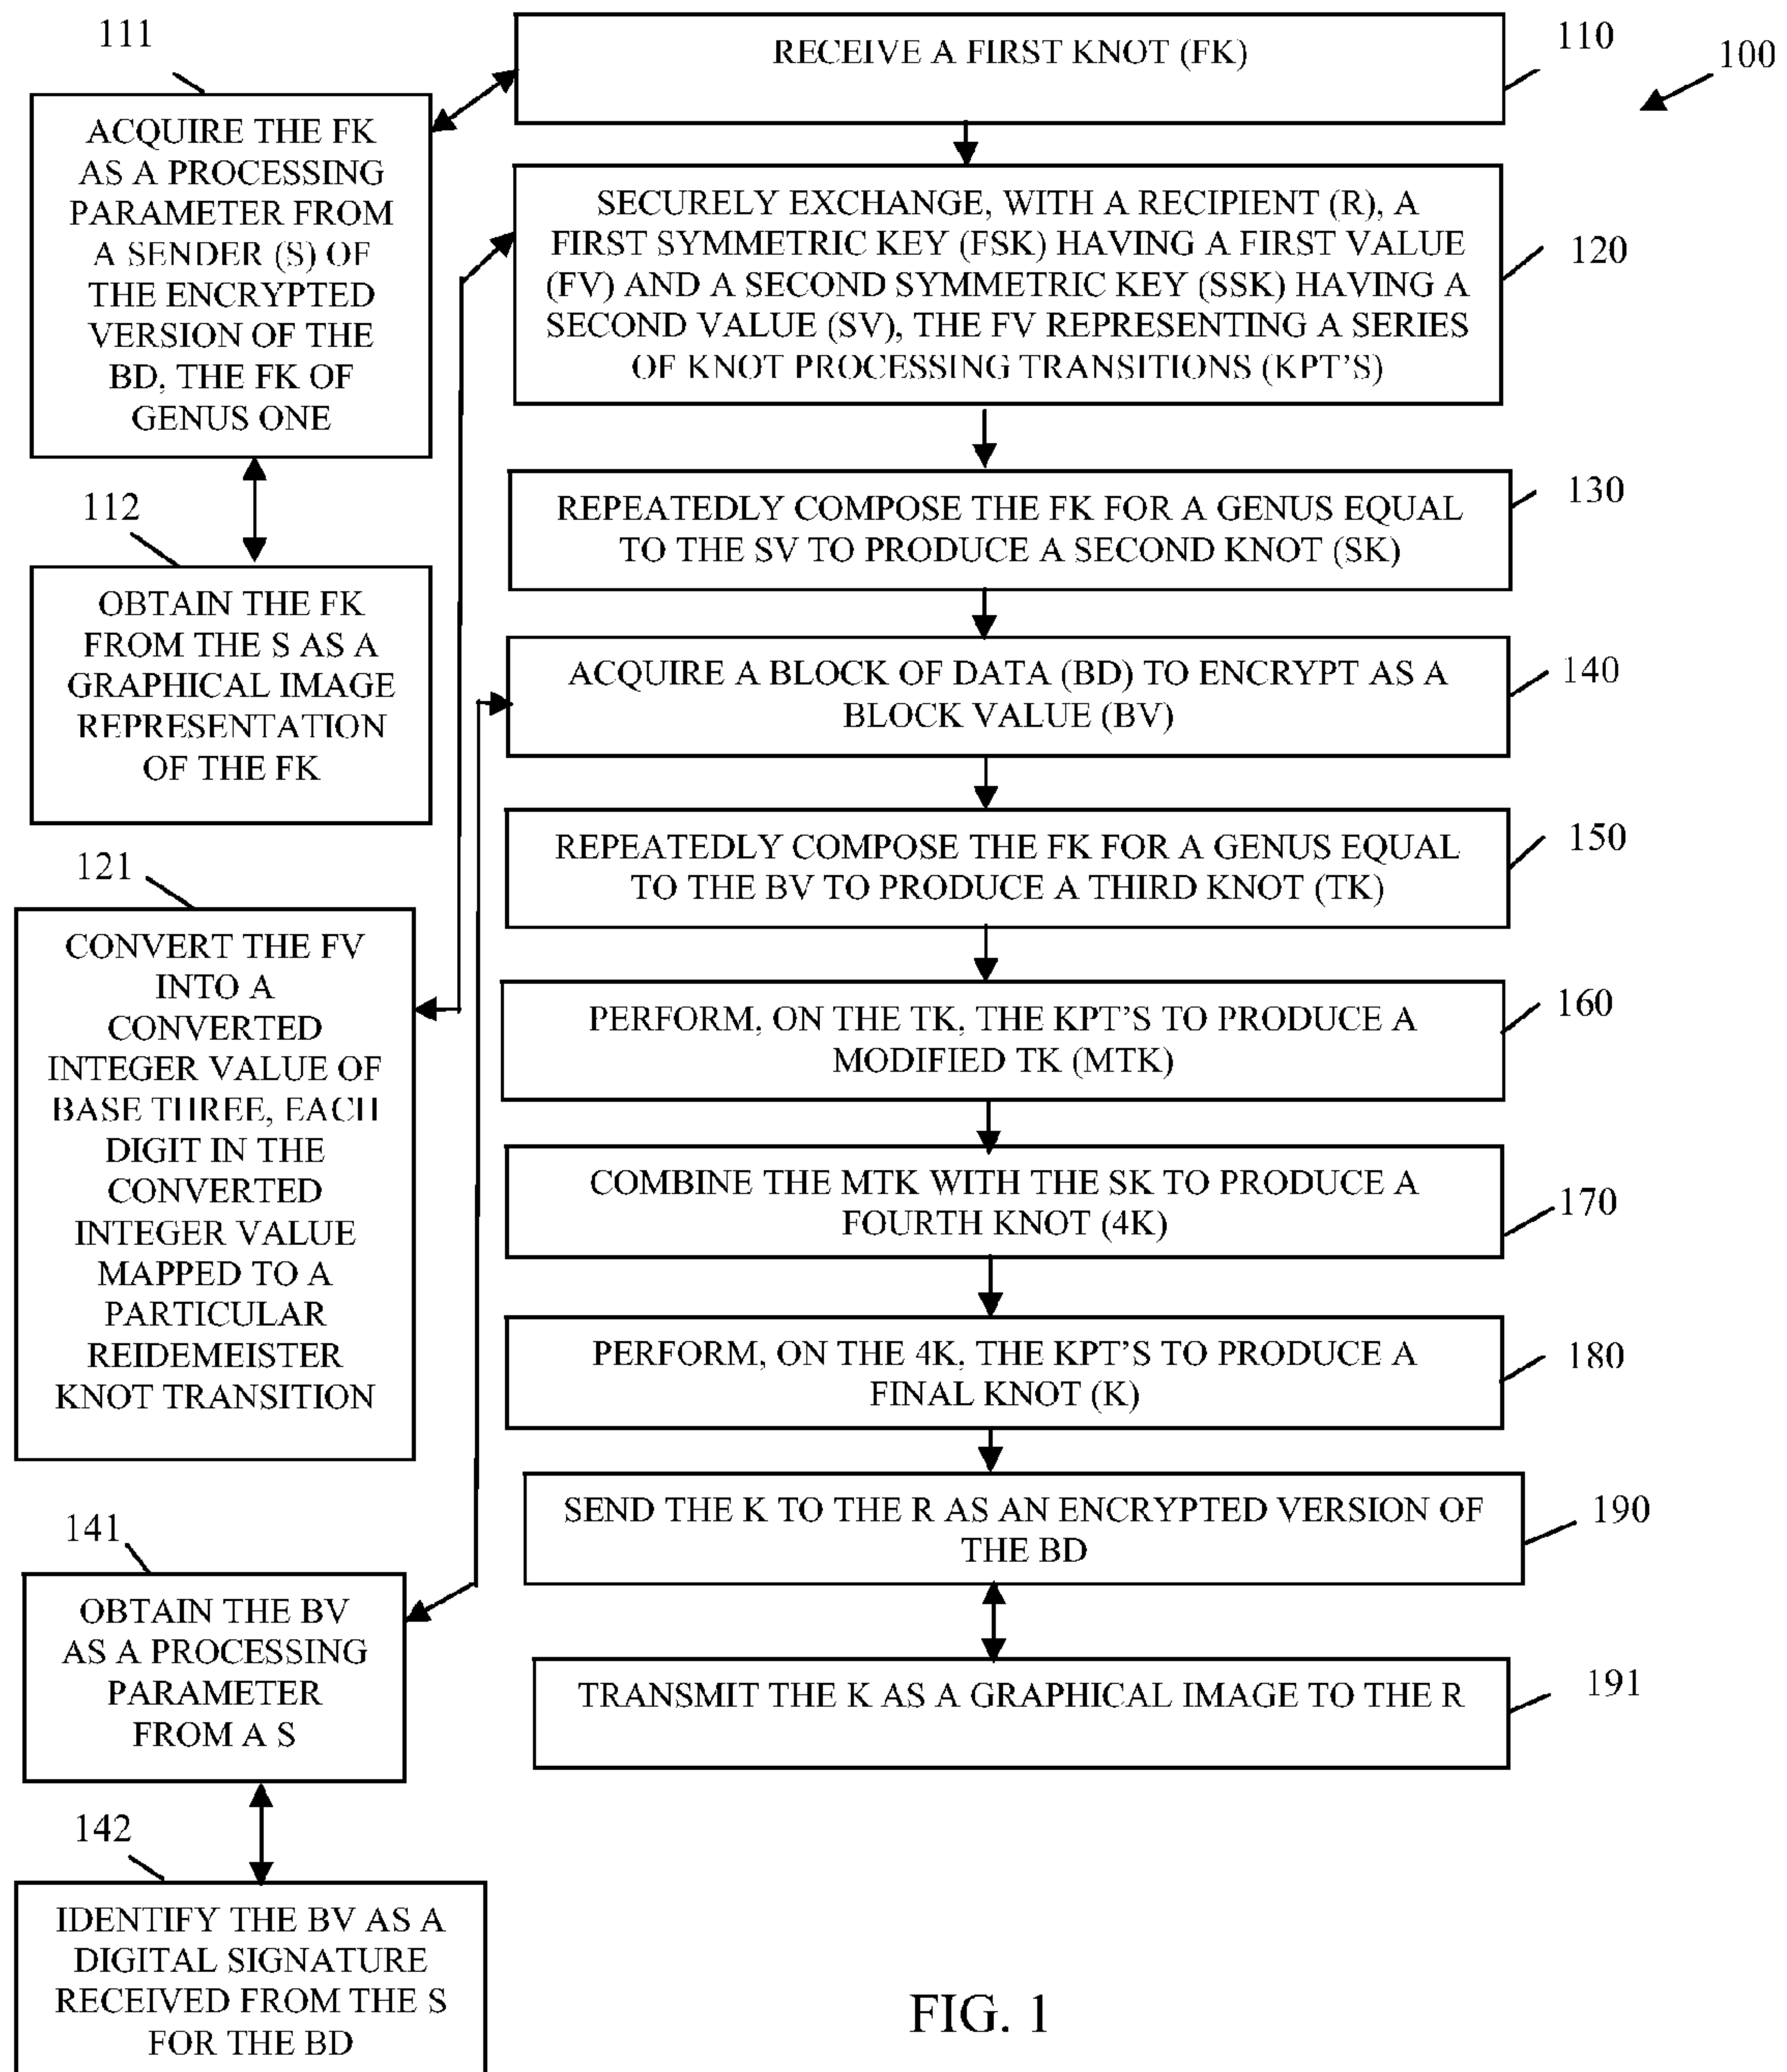 111
110
100
RECEIVE A FIRST KNOT (FK)
ACQUIRE THE FK
AS A PROCESSING
PARAMETER FROM
A SENDER (S) OF
THE ENCRYPTED
VERSION OF THE
BD, THE FK OF
GENUS ONE
SECURELY EXCHANGE, WITH A RECIPIENT (R), A
FIRST SYMMETRIC KEY (FSK) HAVING A FIRST VALUE
(FV) AND A SECOND SYMMETRIC KEY (SSK) HAVING A
SECOND VALUE (SV), THE FV REPRESENTING A SERIES
OF KNOT PROCESSING TRANSITIONS (KPT'S)
120
112
OBTAIN THE FK
FROM THE S AS A
GRAPHICAL IMAGE
REPRESENTATION
OF THE FK
REPEATEDLY COMPOSE THE FK FOR A GENUS EQUAL
TO THE SV TO PRODUCE A SECOND KNOT (SK)
130
ACQUIRE A BLOCK OF DATA (BD) TO ENCRYPT AS A
BLOCK VALUE (BV)
140
121
CONVERT THE FV
INTO A
CONVERTED
INTEGER VALUE OF
BASE THREE, EACH
DIGIT IN THE
CONVERTED
INTEGER VALUE
MAPPED TO A
PARTICULAR
REIDEMEISTER
KNOT TRANSITION
REPEATEDLY COMPOSE THE FK FOR A GENUS EQUAL
TO THE BV TO PRODUCE A THIRD KNOT (TK)
150
PERFORM, ON THE TK, THE KPT'S TO PRODUCE A
MODIFIED TK (MTK)
160
COMBINE THE MTK WITH THE SK TO PRODUCE A
FOURTH KNOT (4K)
170
PERFORM, ON THE 4K, THE KPT'S TO PRODUCE A
FINAL KNOT (K)
180
SEND THE K TO THE R AS AN ENCRYPTED VERSION OF
THE BD
190
141
OBTAIN THE BV
AS A PROCESSING
PARAMETER
FROM A S
TRANSMIT THE K AS A GRAPHICAL IMAGE TO THE R
191
142
IDENTIFY THE BV AS A
DIGITAL SIGNATURE
RECEIVED FROM THE S
FOR THE BD
FIG. 1